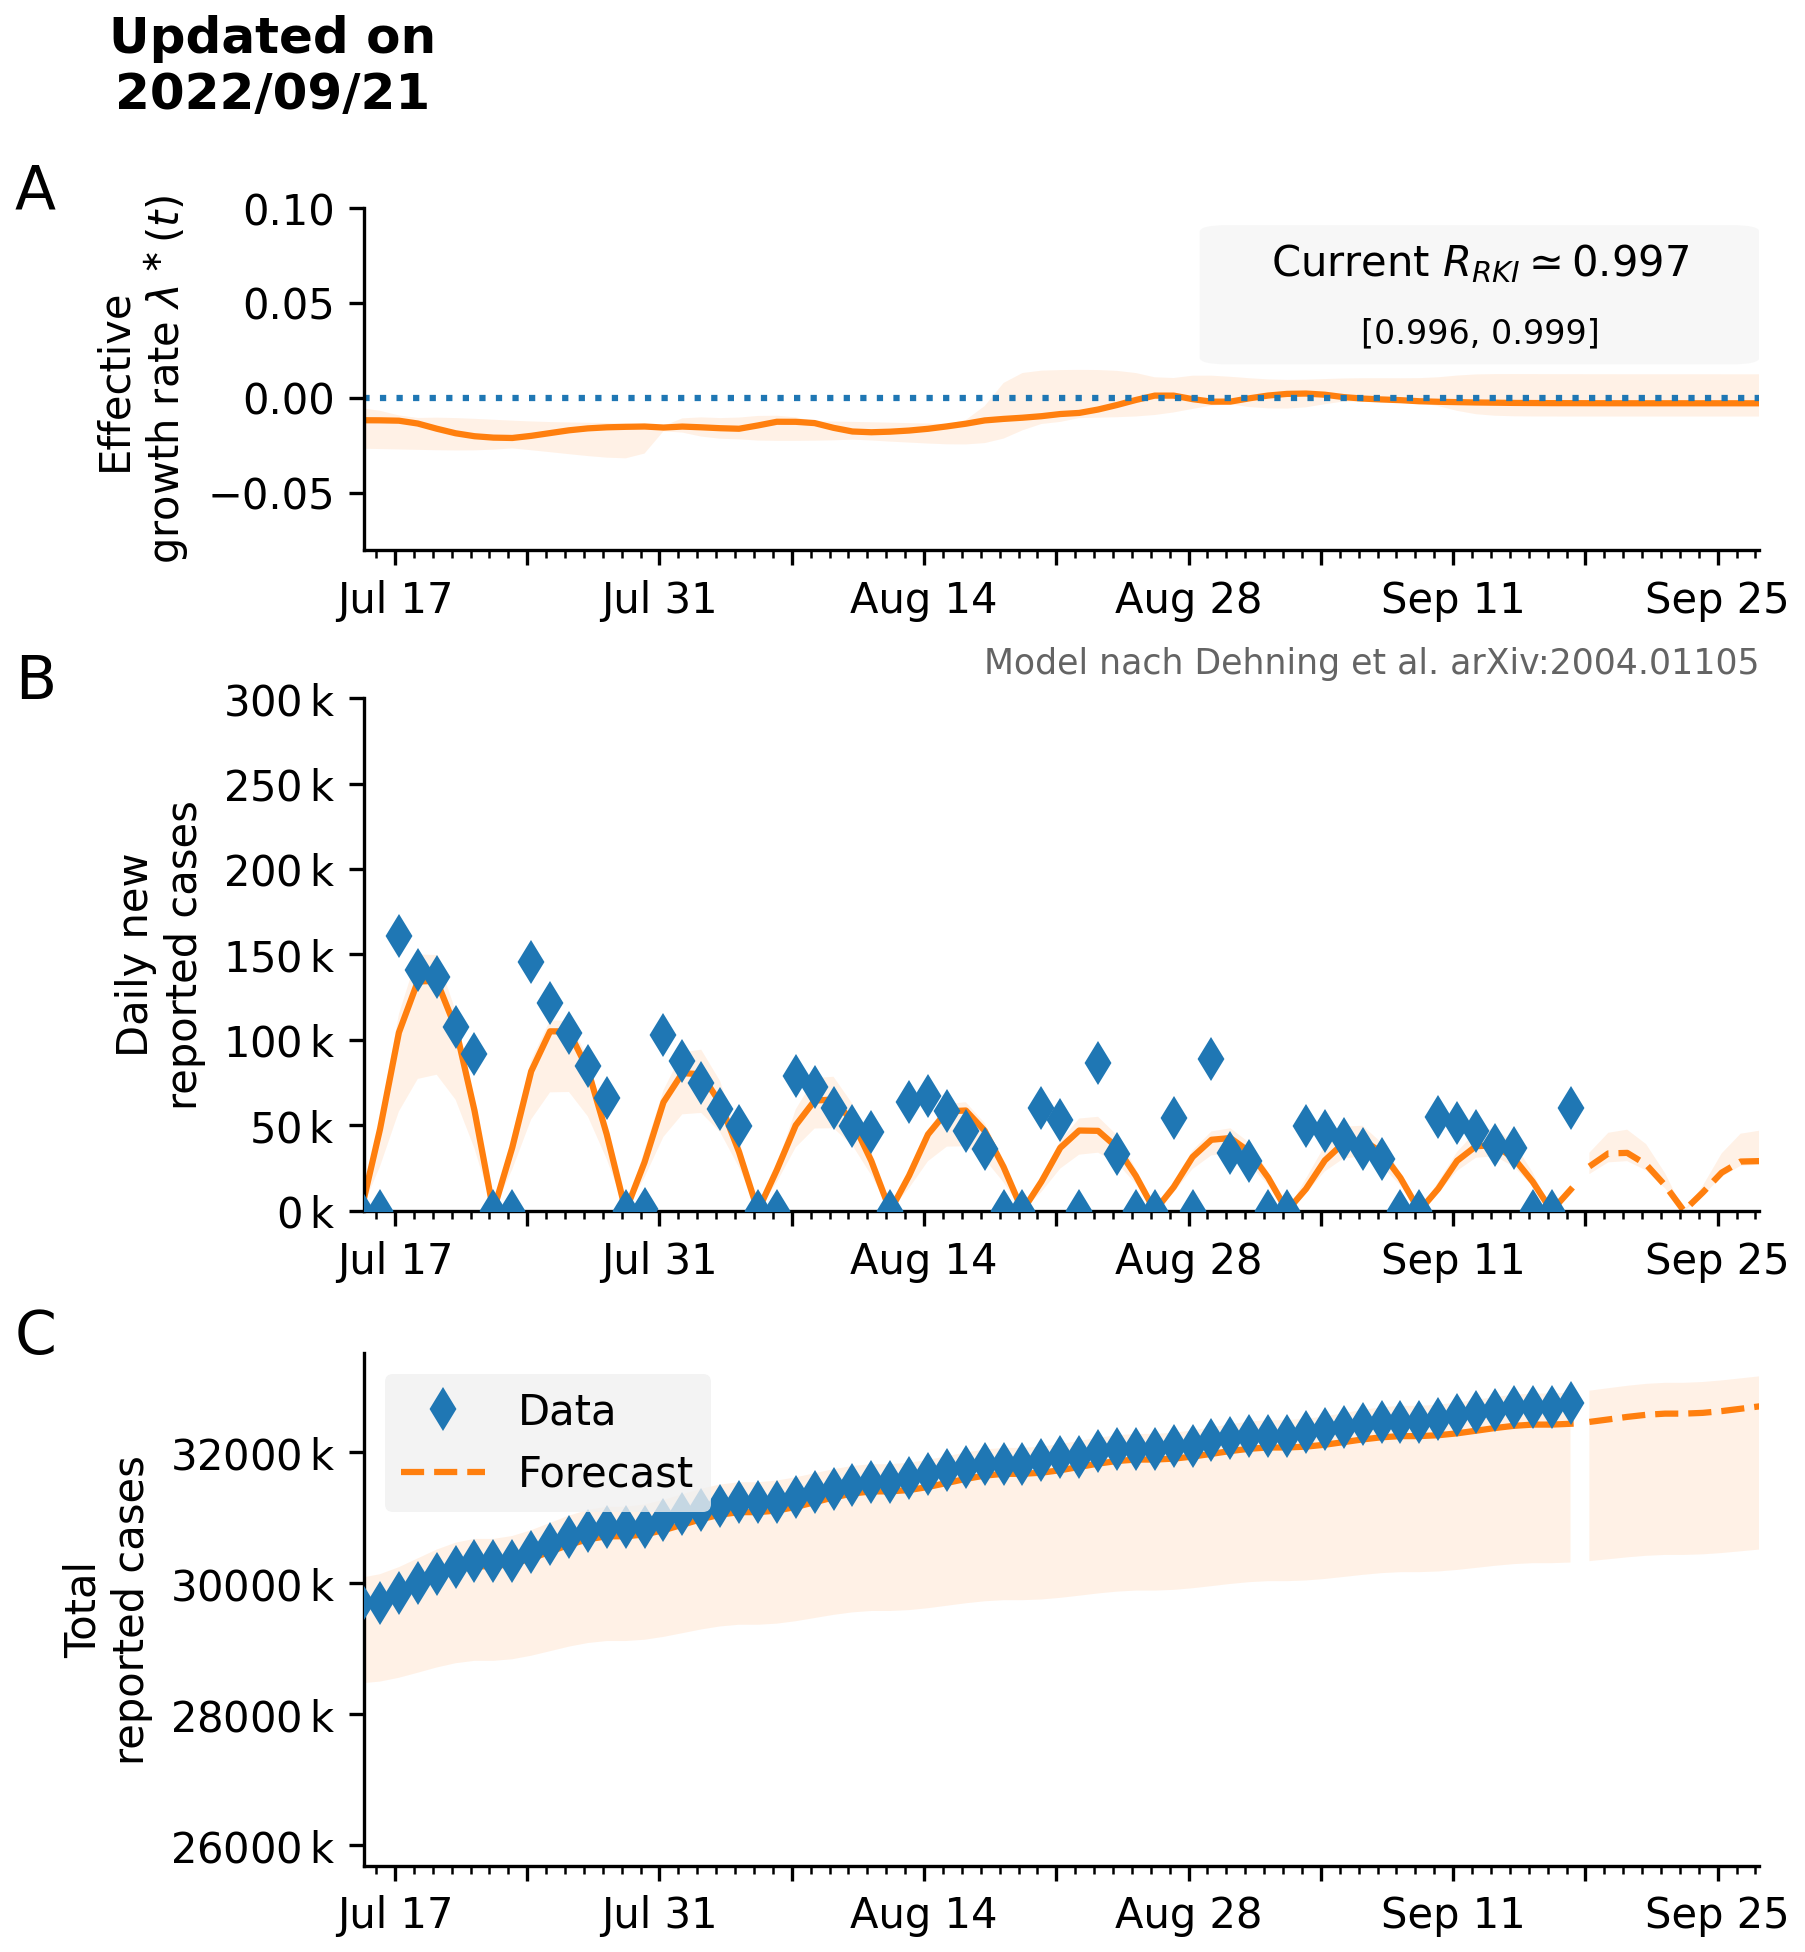 Updated on
2022/09/21
A
Effective
growth rate λ * (t)
0.10
0.05
0.00
−0.05
Current R_RKI ≃ 0.997
[0.996, 0.999]
Jul 17 Jul 31 Aug 14 Aug 28 Sep 11 Sep 25
Model nach Dehning et al. arXiv:2004.01105
B
Daily new
reported cases
300 k
250 k
200 k
150 k
100 k
50 k
0 k
Jul 17 Jul 31 Aug 14 Aug 28 Sep 11 Sep 25
C
Total
reported cases
Data
Forecast
32000 k
30000 k
28000 k
26000 k
Jul 17 Jul 31 Aug 14 Aug 28 Sep 11 Sep 25